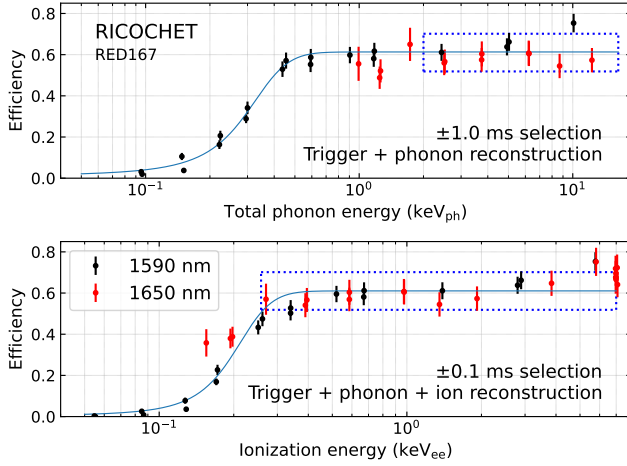 RICOCHET
RED167
Efficiency
0.8
0.6
0.4
0.2
0.0
±1.0 ms selection
Trigger + phonon reconstruction
10⁻¹ 10⁰ 10¹
Total phonon energy (keV_ph)
Efficiency
0.8
0.6
0.4
0.2
0.0
1590 nm
1650 nm
±0.1 ms selection
Trigger + phonon + ion reconstruction
10⁻¹ 10⁰
Ionization energy (keV_ee)